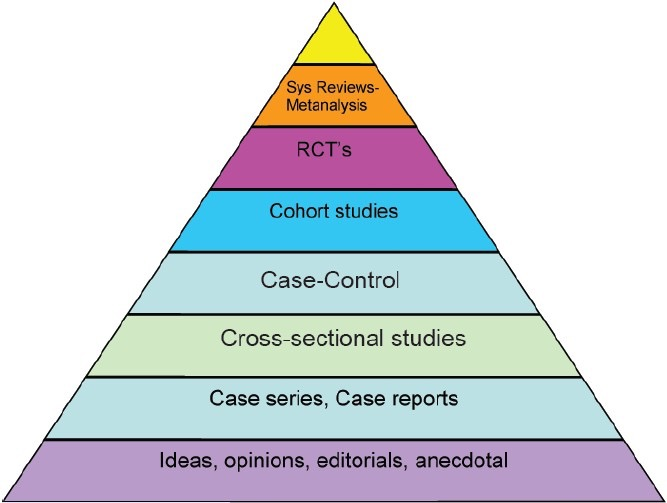 Sys Reviews-
Metanalysis
RCT's
Cohort studies
Case-Control
Cross-sectional studies
Case series, Case reports
Ideas, opinions, editorials, anecdotal